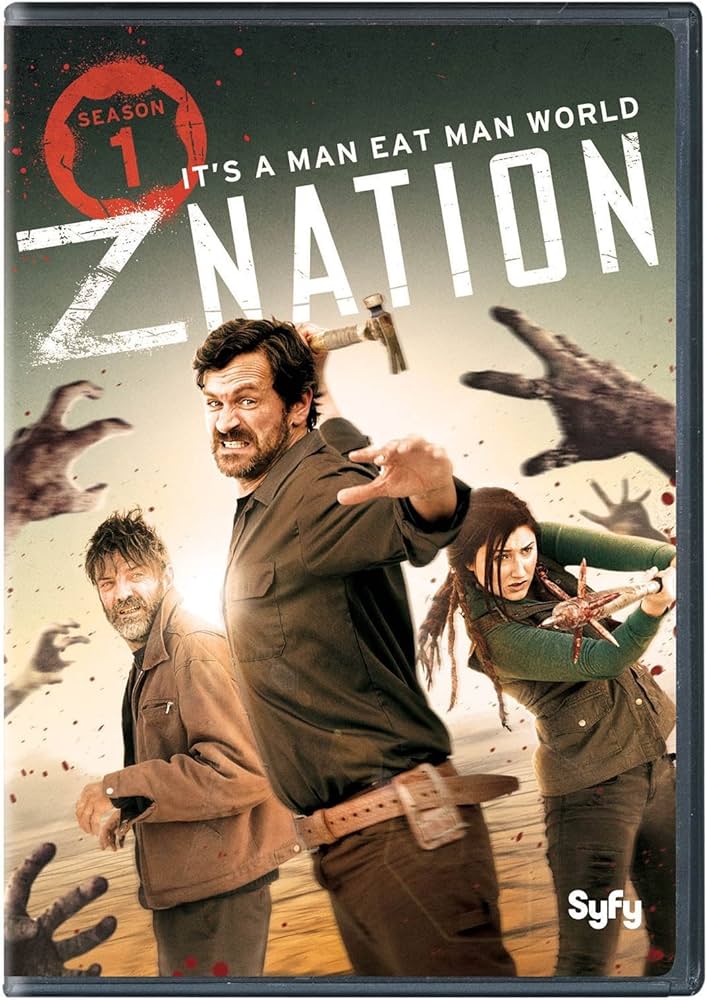 SEASON
1
IT'S A MAN EAT MAN WORLD
Z NATION
Syfy